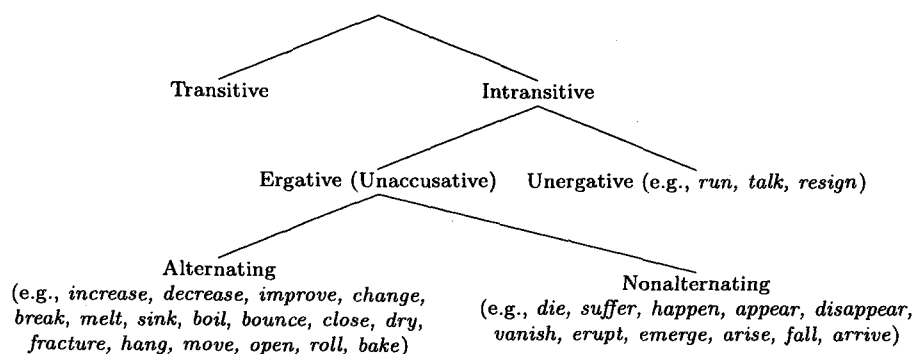 Transitive
Intransitive
Ergative (Unaccusative)
Unergative (e.g., run, talk, resign)
Alternating
(e.g., increase, decrease, improve, change,
break, melt, sink, boil, bounce, close, dry,
fracture, hang, move, open, roll, bake)
Nonalternating
(e.g., die, suffer, happen, appear, disappear,
vanish, erupt, emerge, arise, fall, arrive)